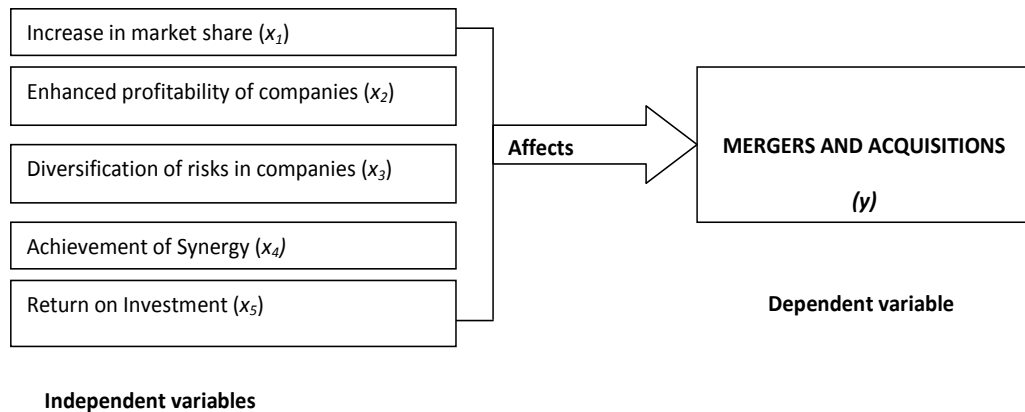 Increase in market share (x₁)
Enhanced profitability of companies (x₂)
Diversification of risks in companies (x₃)
Achievement of Synergy (x₄)
Return on Investment (x₅)
Independent variables
Affects
MERGERS AND ACQUISITIONS
(y)
Dependent variable